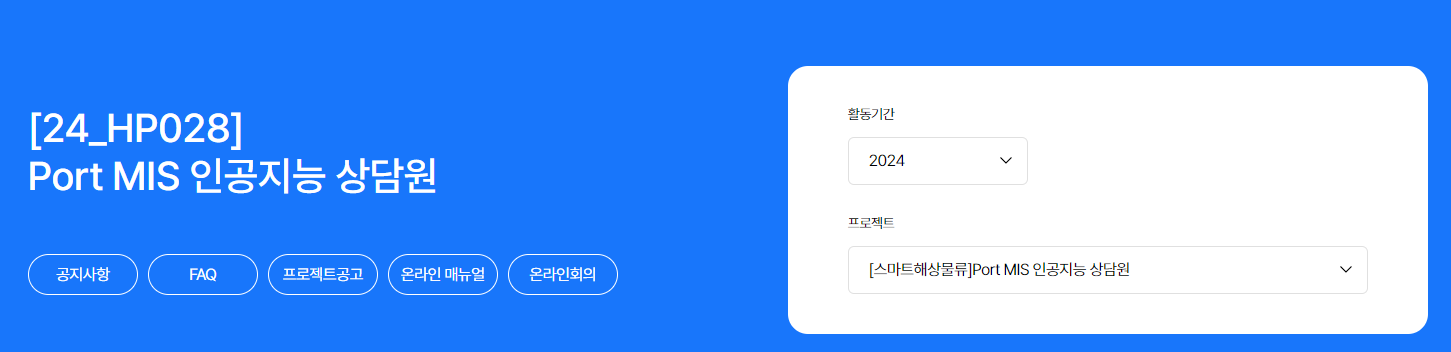 [24_HP028]
Port MIS 인공지능 상담원
공지사항 FAQ 프로젝트공고 온라인 매뉴얼 온라인회의
활동기간
2024
프로젝트
[스마트해상물류]Port MIS 인공지능 상담원